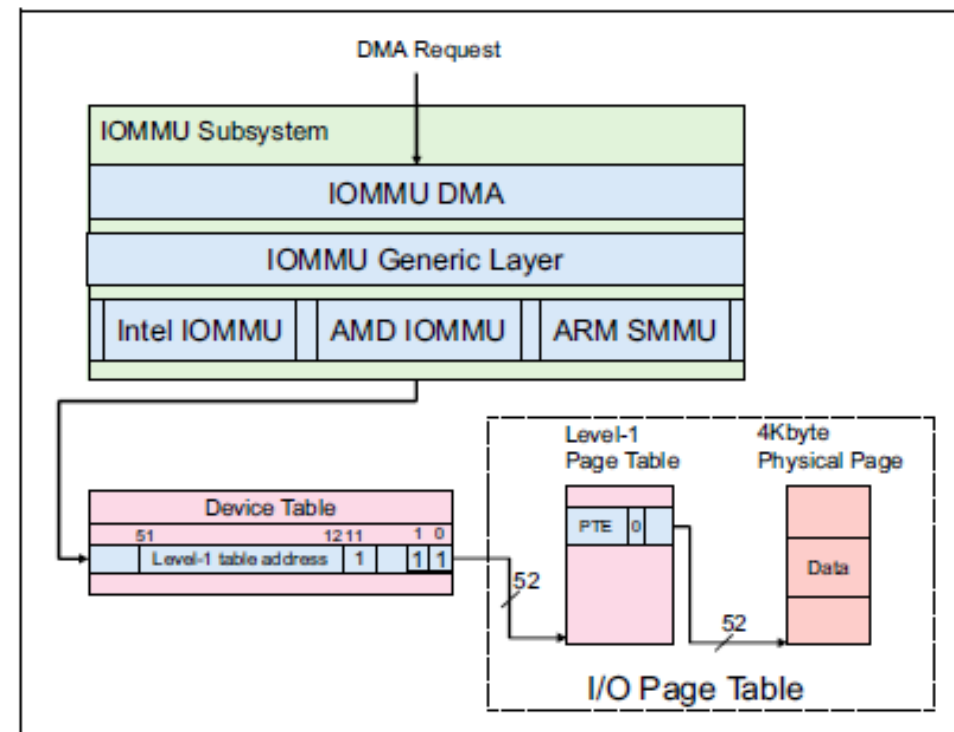 DMA Request
IOMMU Subsystem
IOMMU DMA
IOMMU Generic Layer
Intel IOMMU
AMD IOMMU
ARM SMMU
Level-1
Page Table
4Kbyte
Physical Page
Device Table
51
12 11
1 0
Level-1 table address
1
1
1
PTE
0
Data
52
52
I/O Page Table